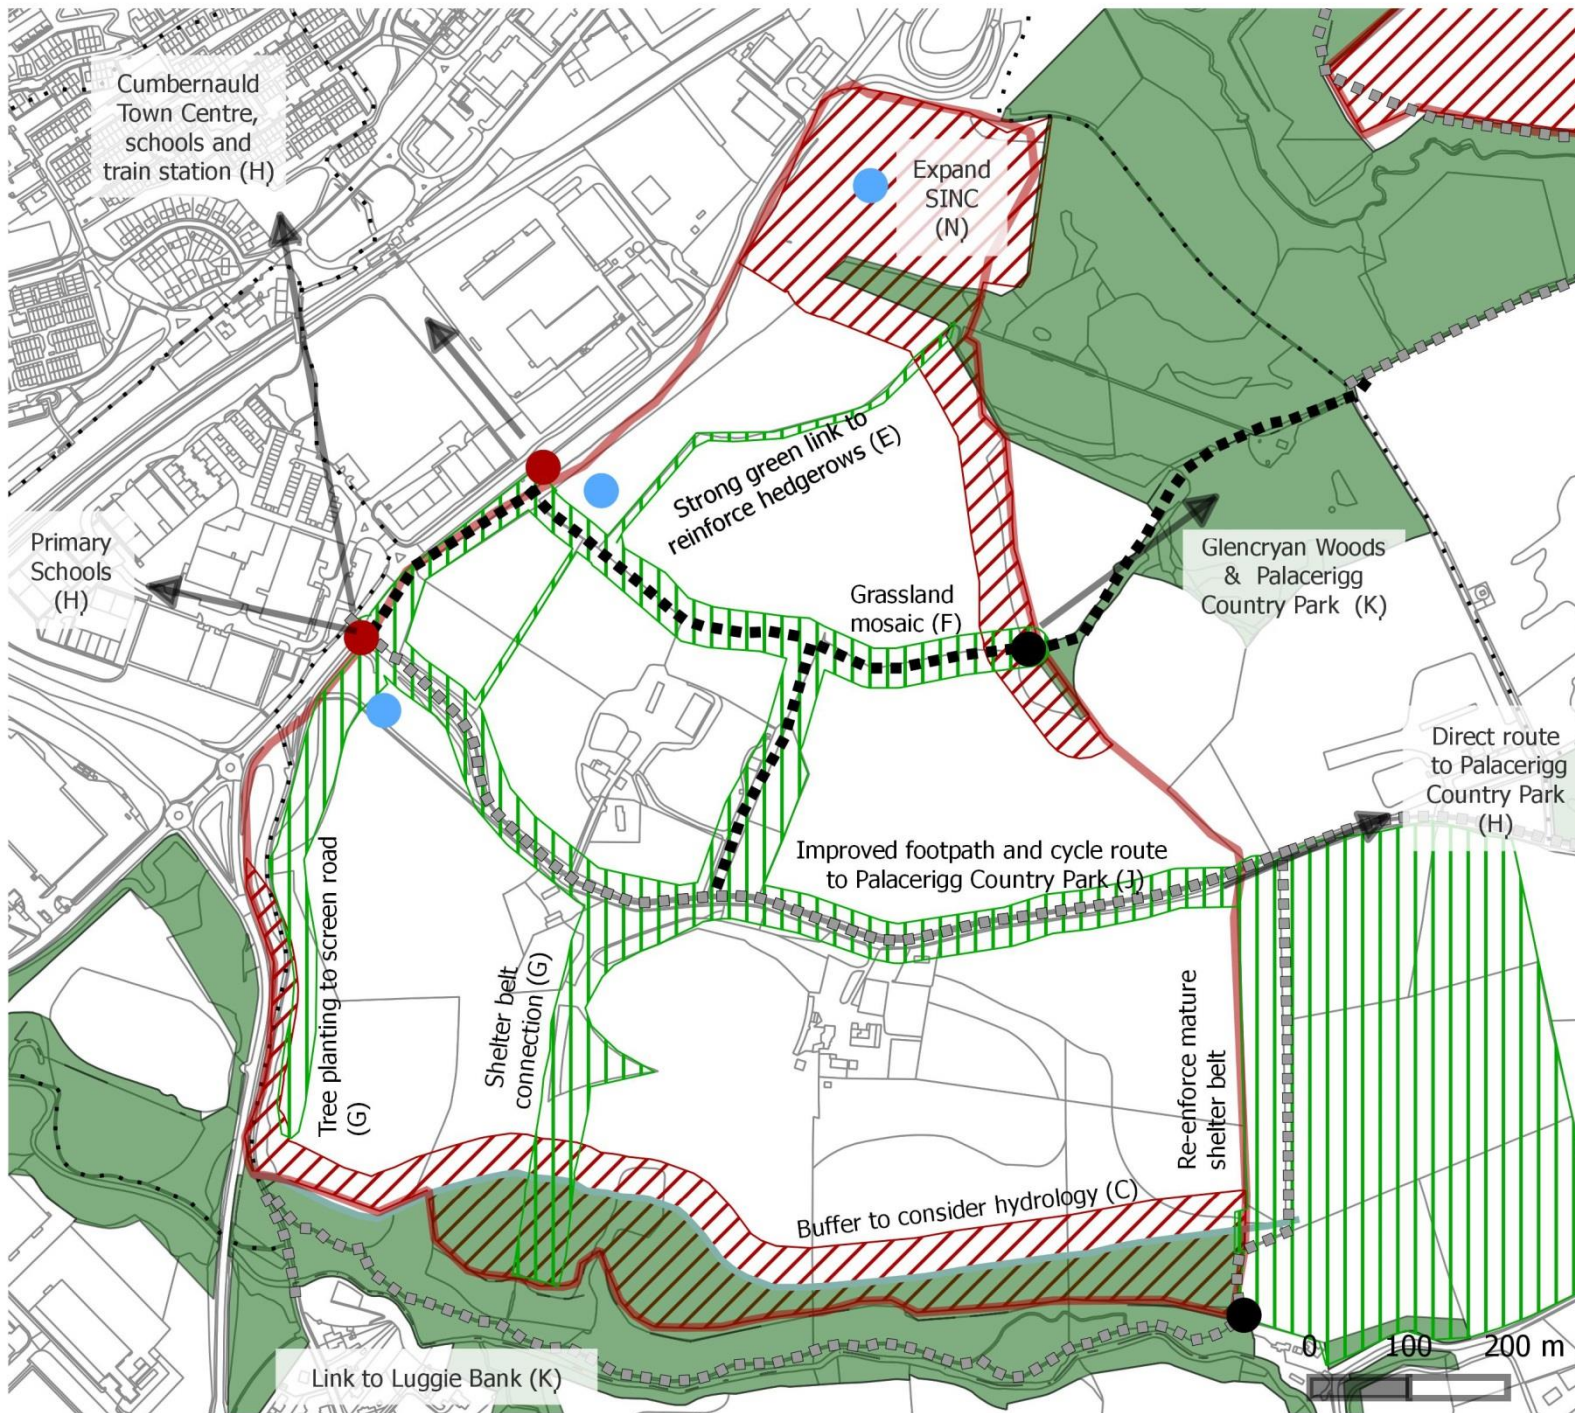 Cumbernauld
Town Centre,
schools and
train station (H)
Expand
SINC
(N)
Strong green link to
reinforce hedgerows (E)
Primary
Schools
(H)
Grassland
mosaic (F)
Glencryan Woods
& Palacerigg
Country Park (K)
Direct route
to Palacerigg
Country Park
(H)
Improved footpath and cycle route
to Palacerigg Country Park (J)
Tree planting to screen road
(G)
Shelter belt
connection (G)
Re-enforce mature
shelter belt
Buffer to consider hydrology (C)
Link to Luggie Bank (K)
0 100 200 m